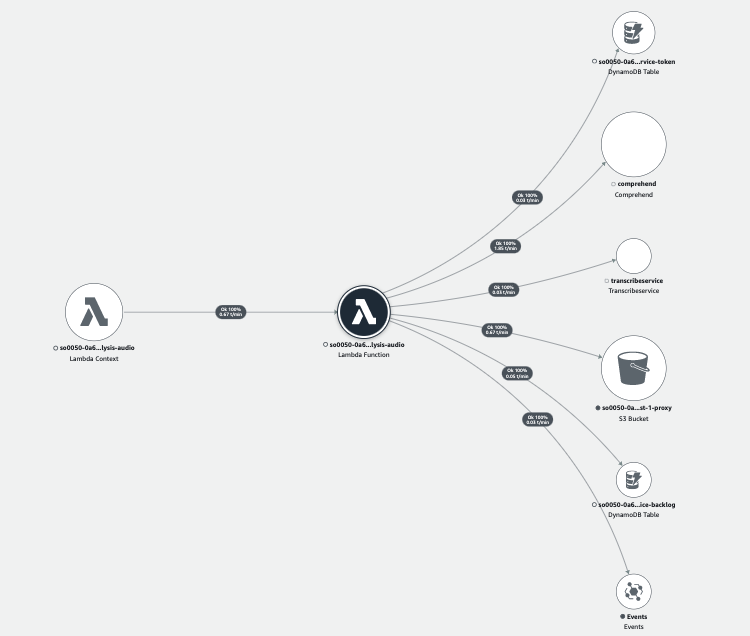 so0050-0a6...rvice-token
DynamoDB Table
Ok 100%
0.03 t/min
comprehend
Comprehend
Ok 100%
1.85 t/min
transcribeservice
Transcribeservice
Ok 100%
0.03 t/min
Ok 100%
0.67 t/min
so0050-0a6...lysis-audio
Lambda Context
so0050-0a6...lysis-audio
Lambda Function
Ok 100%
0.67 t/min
so0050-0a...st-1-proxy
S3 Bucket
Ok 100%
0.05 t/min
Ok 100%
0.03 t/min
so0050-0a6...ice-backlog
DynamoDB Table
Events
Events